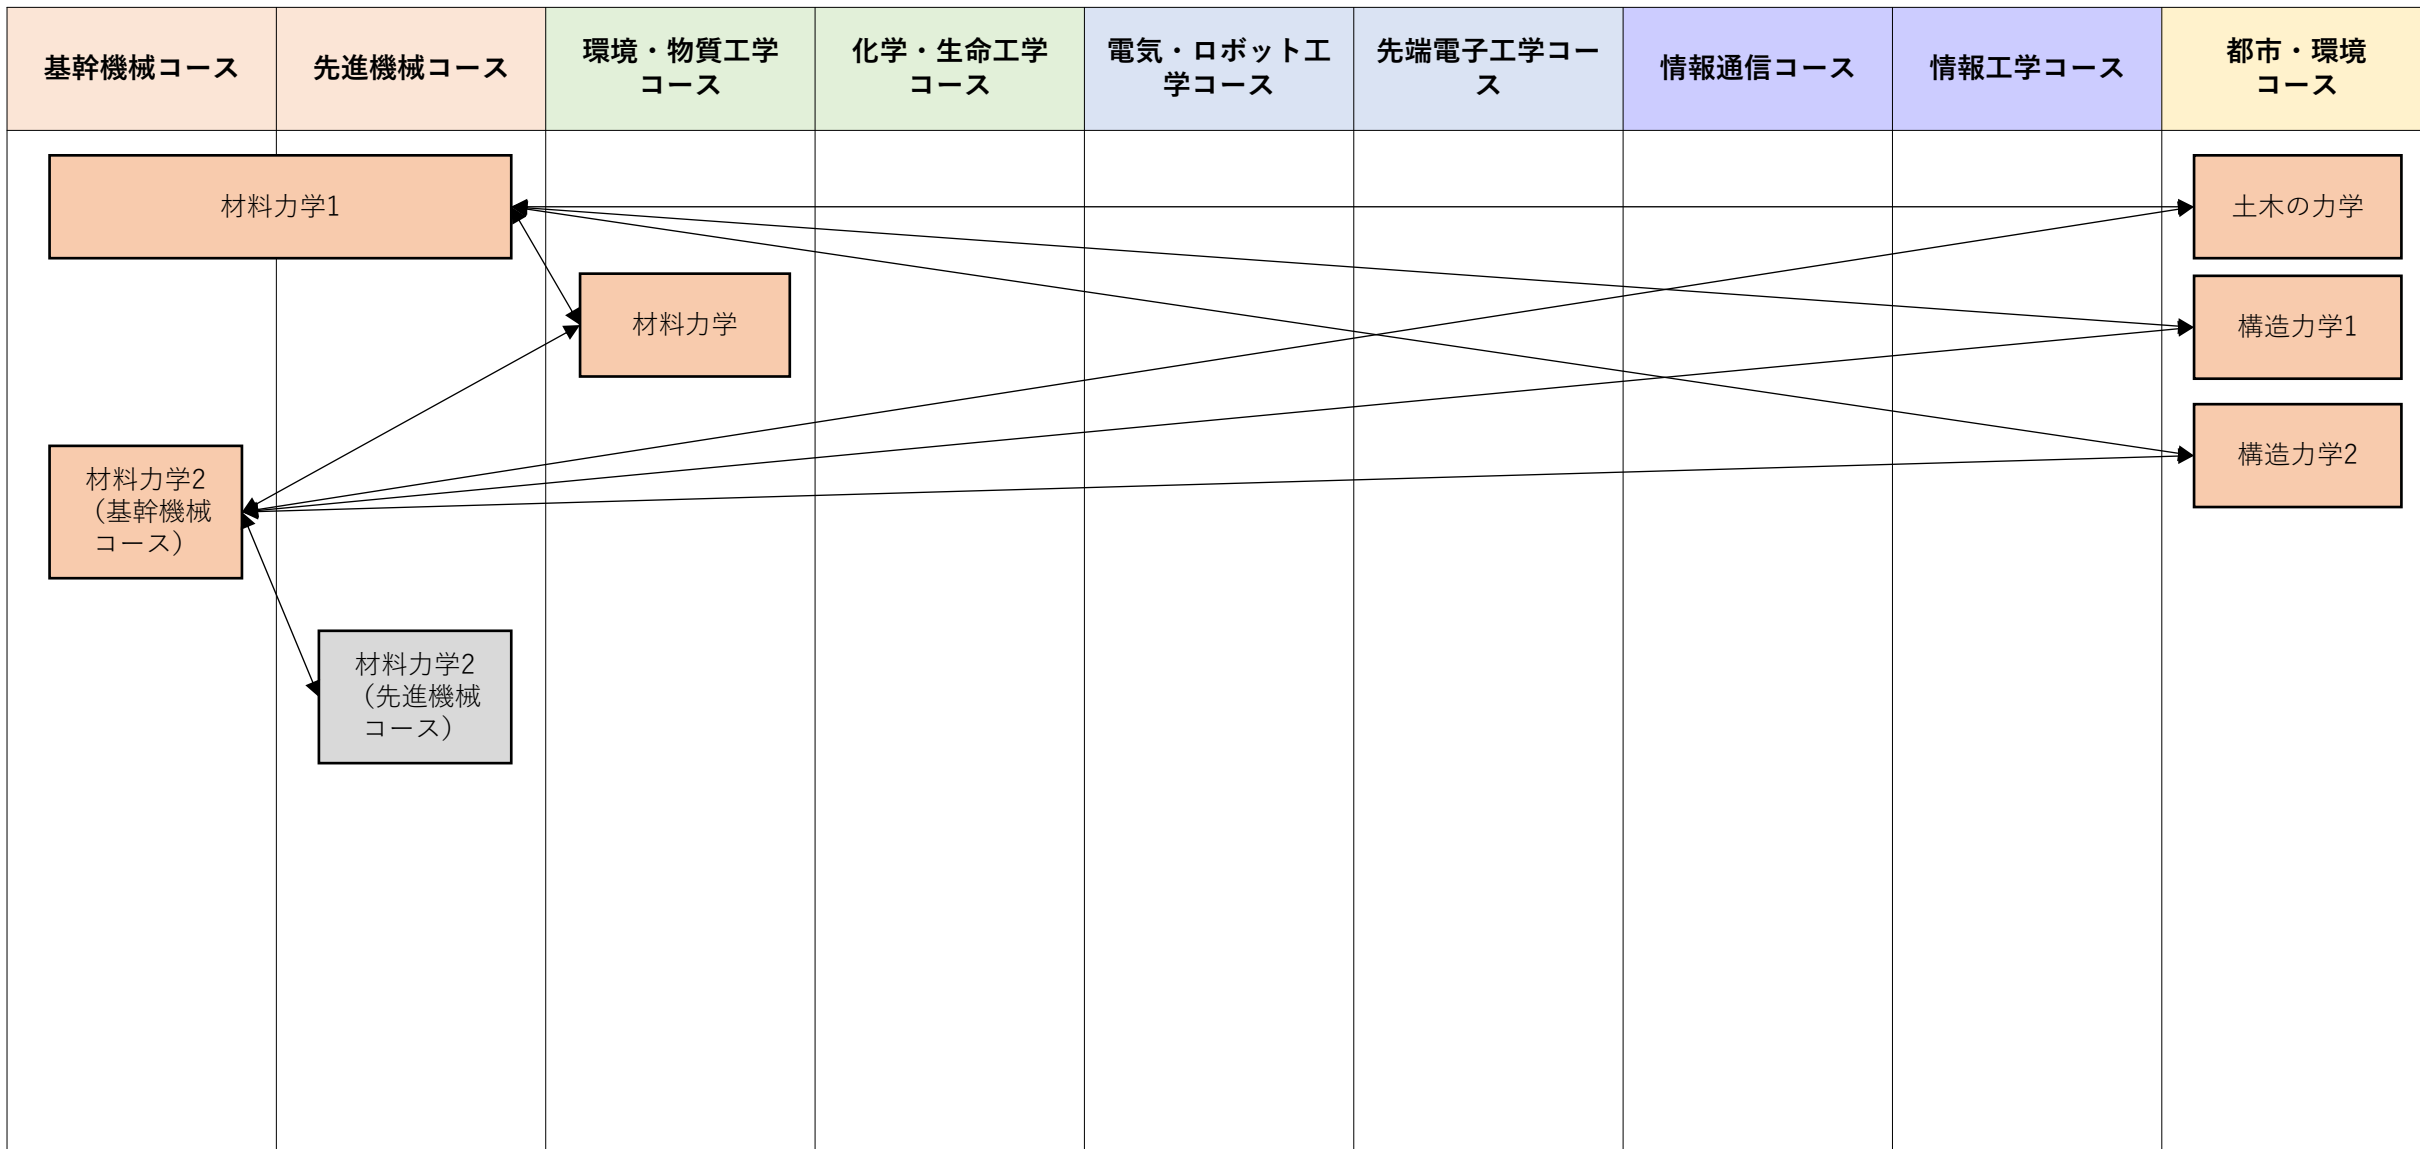 基幹機械コース
先進機械コース
環境・物質工学
コース
化学・生命工学
コース
電気・ロボット工
学コース
先端電子工学コー
ス
情報通信コース
情報工学コース
都市・環境
コース
材料力学1
土木の力学
材料力学
構造力学1
構造力学2
材料力学2
（基幹機械
コース）
材料力学2
（先進機械
コース）